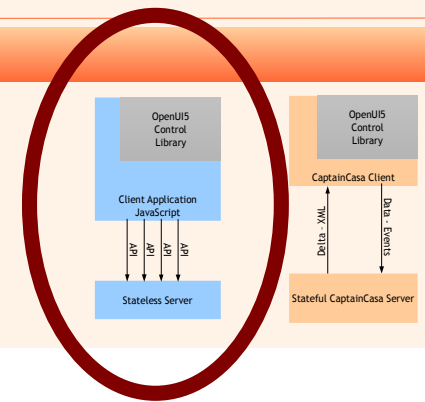 OpenUI5
Control
Library
Client Application
JavaScript
API
API
API
API
Stateless Server
OpenUI5
Control
Library
CaptainCasa Client
Delta - XML
Data - Events
Stateful CaptainCasa Server